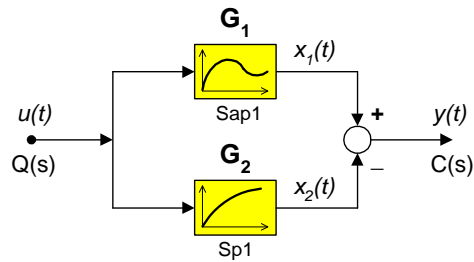 G₁
x₁(t)
Sap1
u(t)
+
y(t)
Q(s)
C(s)
G₂
–
x₂(t)
Sp1